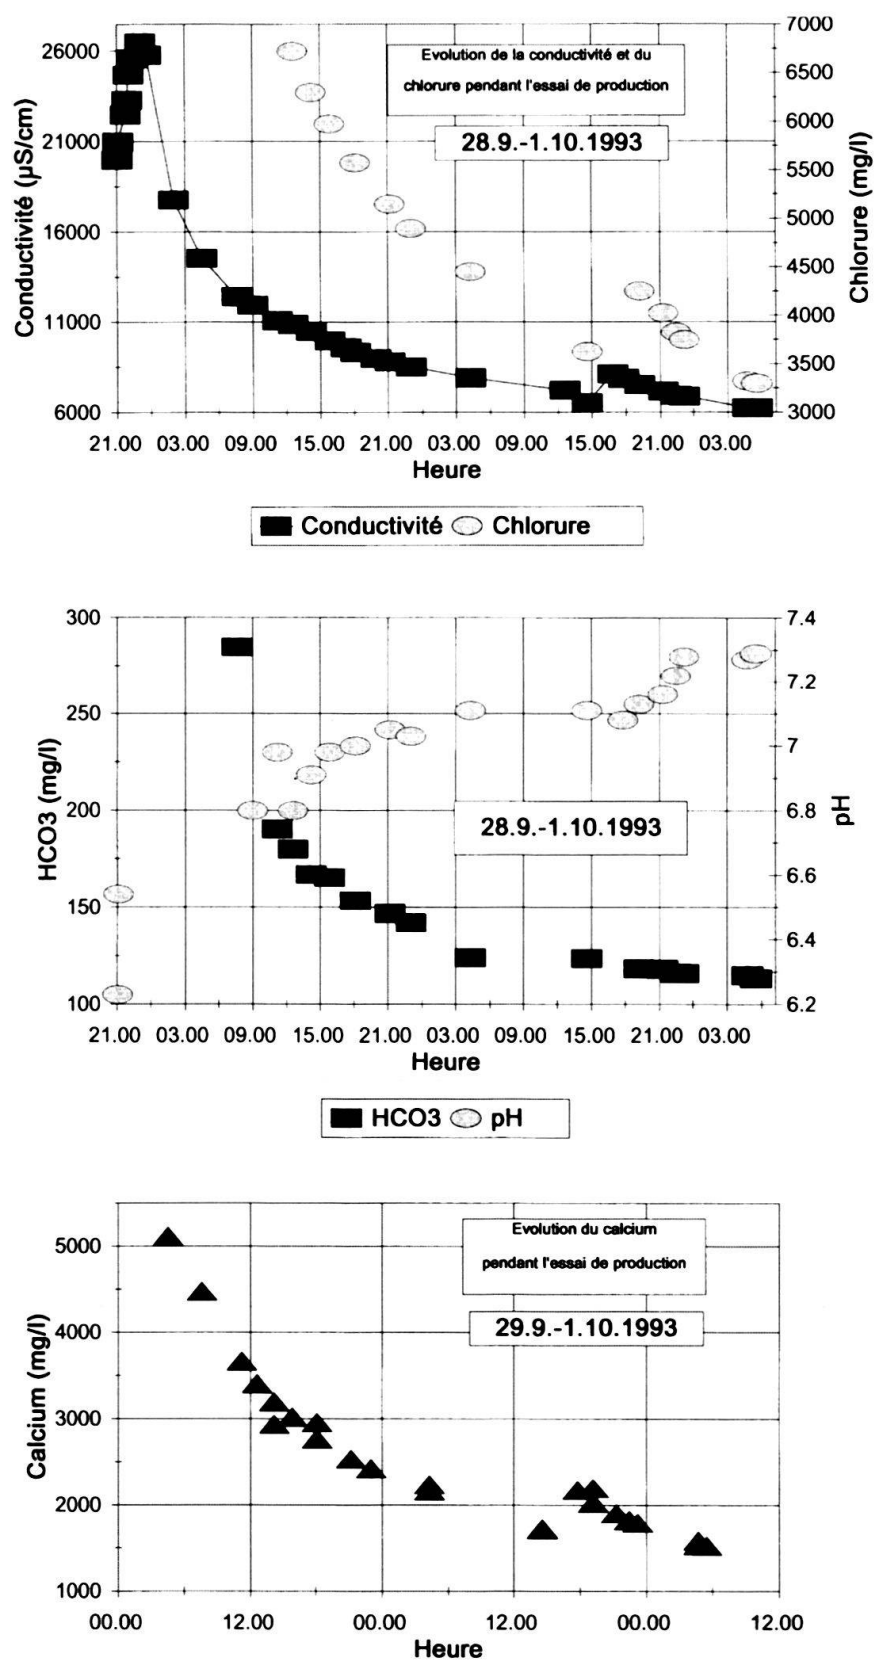 Evolution de la conductivité et du
chlorure pendant l'essai de production
28.9.-1.10.1993
Conductivité (µS/cm)
26000
21000
16000
11000
6000
Chlorure (mg/l)
7000
6500
6000
5500
5000
4500
4000
3500
3000
21.00 03.00 09.00 15.00 21.00 03.00 09.00 15.00 21.00 03.00
Heure
Conductivité Chlorure
HCO3 (mg/l)
300
250
200
150
100
28.9.-1.10.1993
pH
7.4
7.2
7
6.8
6.6
6.4
6.2
21.00 03.00 09.00 15.00 21.00 03.00 09.00 15.00 21.00 03.00
Heure
HCO3 pH
Evolution du calcium
pendant l'essai de production
29.9.-1.10.1993
Calcium (mg/l)
5000
4000
3000
2000
1000
00.00 12.00 00.00 12.00 00.00 12.00
Heure